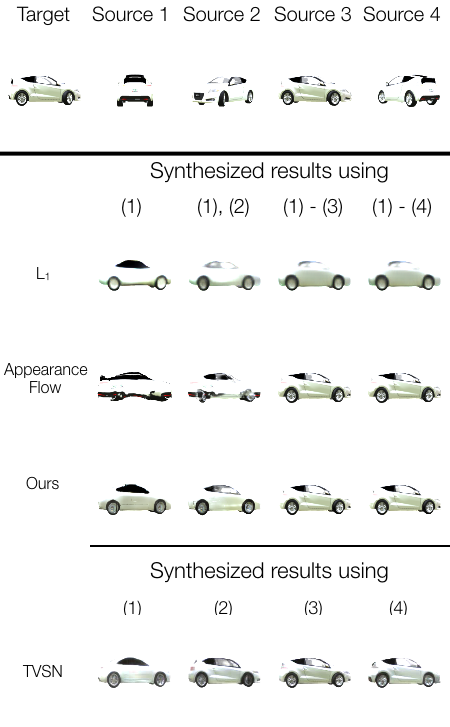 Target Source 1 Source 2 Source 3 Source 4
Synthesized results using
(1) (1), (2) (1) - (3) (1) - (4)
L₁
Appearance
Flow
Ours
Synthesized results using
(1) (2) (3) (4)
TVSN